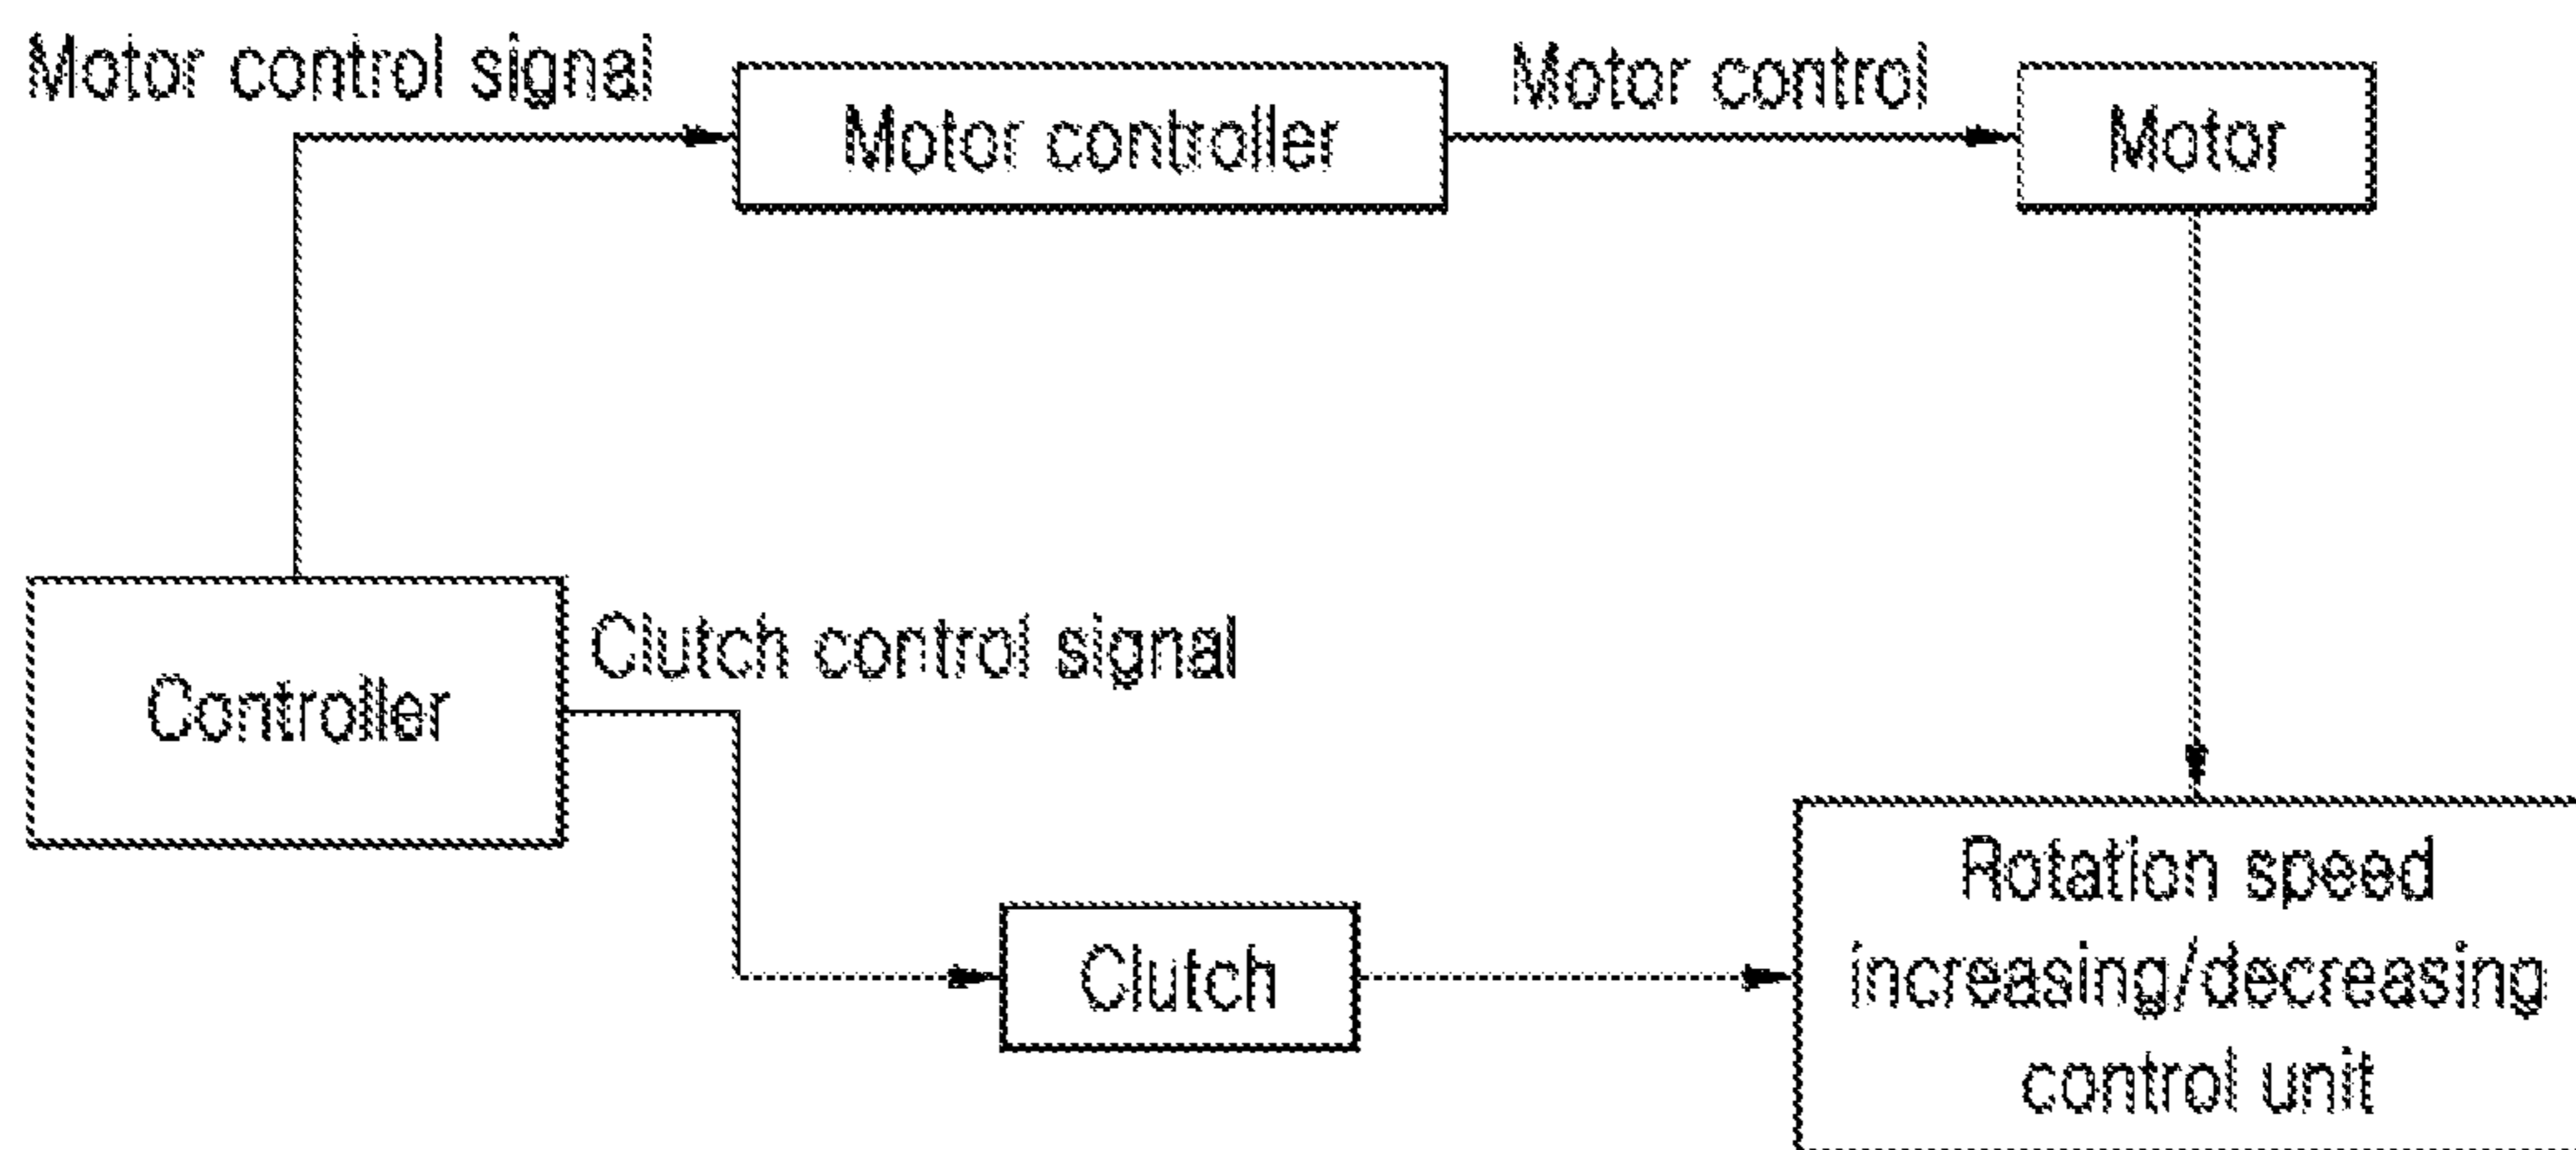 Motor control signal
Motor controller
Motor control
Motor
Controller
Clutch control signal
Clutch
Rotation speed
increasing/decreasing
control unit